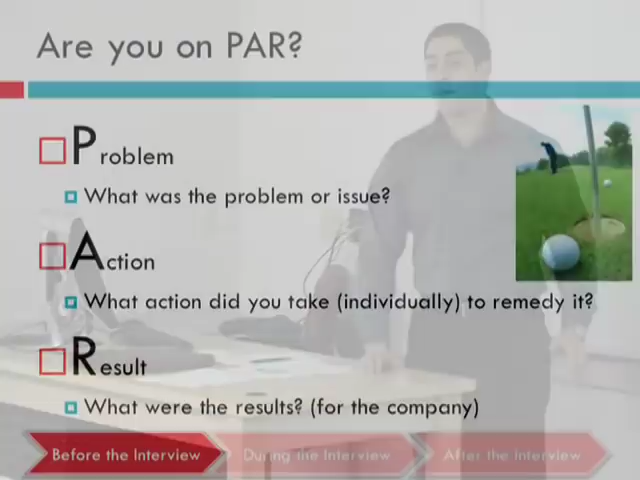 Are you on PAR?
Problem
What was the problem or issue?
Action
What action did you take (individually) to remedy it?
Result
What were the results? (for the company)
Before the Interview
During the Interview
After the Interview